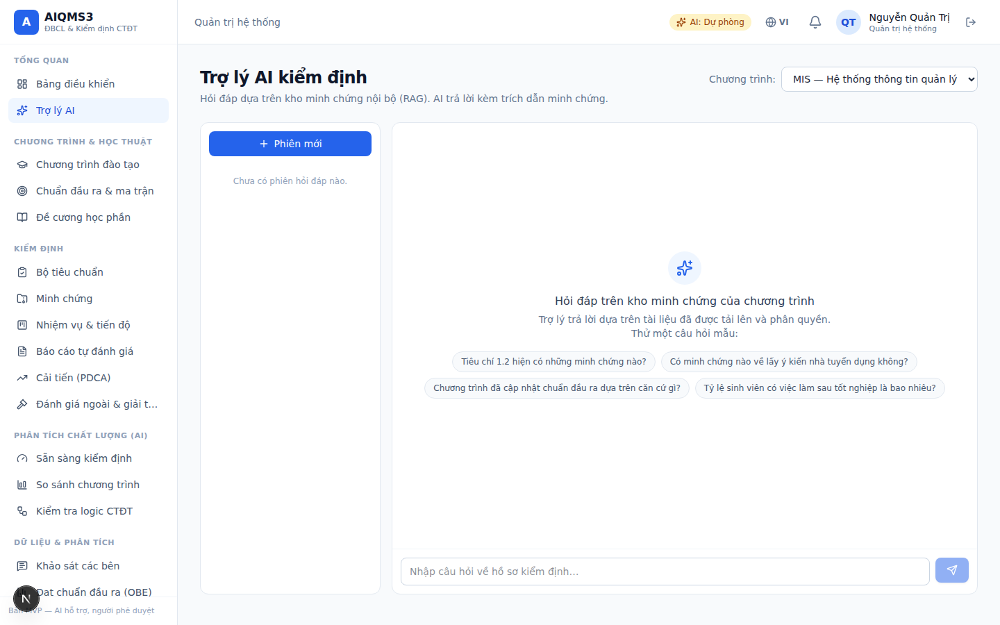 A
AIQMS3
ĐBCL & Kiểm định CTĐT
Quản trị hệ thống
AI: Dự phòng
VI
QT
Nguyễn Quản Trị
Quản trị hệ thống
TỔNG QUAN
Bảng điều khiển
Trợ lý AI
CHƯƠNG TRÌNH & HỌC THUẬT
Chương trình đào tạo
Chuẩn đầu ra & ma trận
Đề cương học phần
KIỂM ĐỊNH
Bộ tiêu chuẩn
Minh chứng
Nhiệm vụ & tiến độ
Báo cáo tự đánh giá
Cải tiến (PDCA)
Đánh giá ngoài & giải t...
PHÂN TÍCH CHẤT LƯỢNG (AI)
Sẵn sàng kiểm định
So sánh chương trình
Kiểm tra logic CTĐT
DỮ LIỆU & PHÂN TÍCH
Khảo sát các bên
Đạt chuẩn đầu ra (OBE)
N
MVP — AI hỗ trợ, người phê duyệt
Trợ lý AI kiểm định
Hỏi đáp dựa trên kho minh chứng nội bộ (RAG). AI trả lời kèm trích dẫn minh chứng.
Chương trình:
MIS — Hệ thống thông tin quản lý
Phiên mới
Chưa có phiên hỏi đáp nào.
Hỏi đáp trên kho minh chứng của chương trình
Trợ lý trả lời dựa trên tài liệu đã được tải lên và phân quyền.
Thử một câu hỏi mẫu:
Tiêu chí 1.2 hiện có những minh chứng nào?
Có minh chứng nào về lấy ý kiến nhà tuyển dụng không?
Chương trình đã cập nhật chuẩn đầu ra dựa trên căn cứ gì?
Tỷ lệ sinh viên có việc làm sau tốt nghiệp là bao nhiêu?
Nhập câu hỏi về hồ sơ kiểm định...